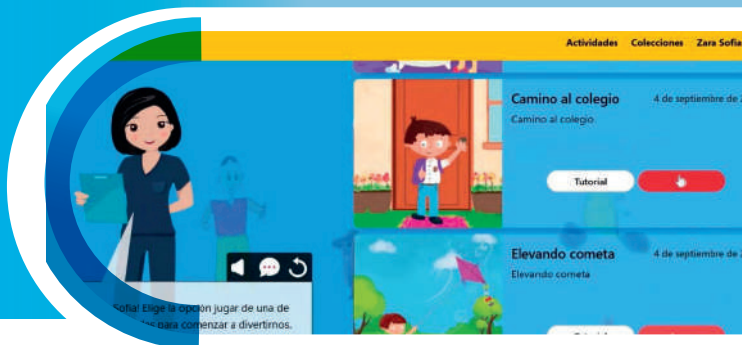 Actividades Colecciones Zara Sofia
Camino al colegio 4 de septiembre de
Camino al colegio
Tutorial
Elevando cometa 4 de septiembre de
Elevando cometa
Sofia! Elige la opción jugar de una de
para comenzar a divertirnos.